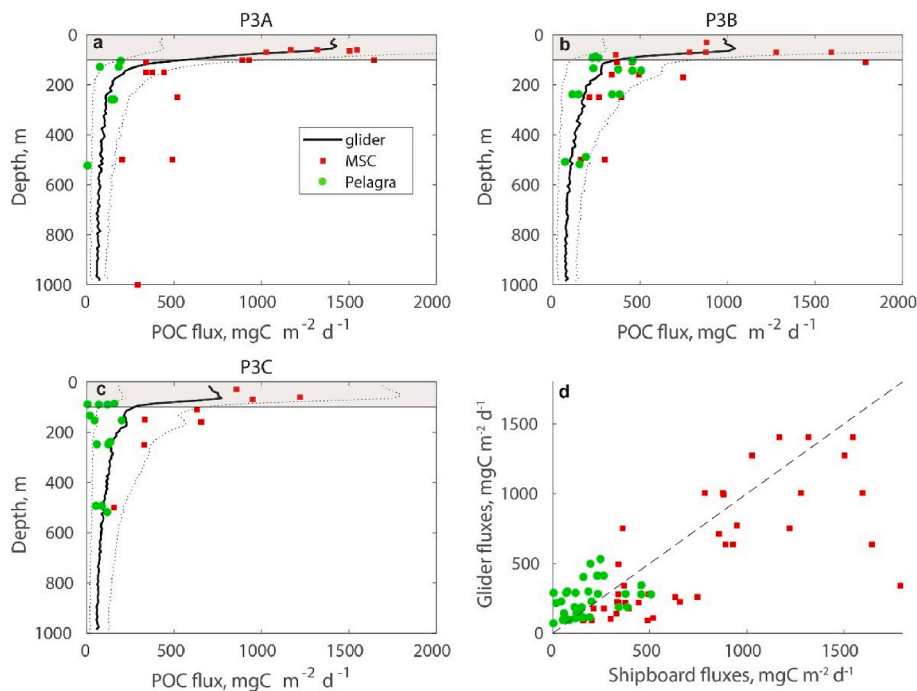 P3A
a
0
200
400
600
800
1000
Depth, m
glider
MSC
Pelagra
0
500
1000
1500
2000
POC flux, mgC m⁻² d⁻¹
P3B
b
0
200
400
600
800
1000
Depth, m
0
500
1000
1500
2000
POC flux, mgC m⁻² d⁻¹
P3C
c
0
200
400
600
800
1000
Depth, m
0
500
1000
1500
2000
POC flux, mgC m⁻² d⁻¹
d
1500
1000
500
0
Glider fluxes, mgC m⁻² d⁻¹
0
500
1000
1500
Shipboard fluxes, mgC m⁻² d⁻¹